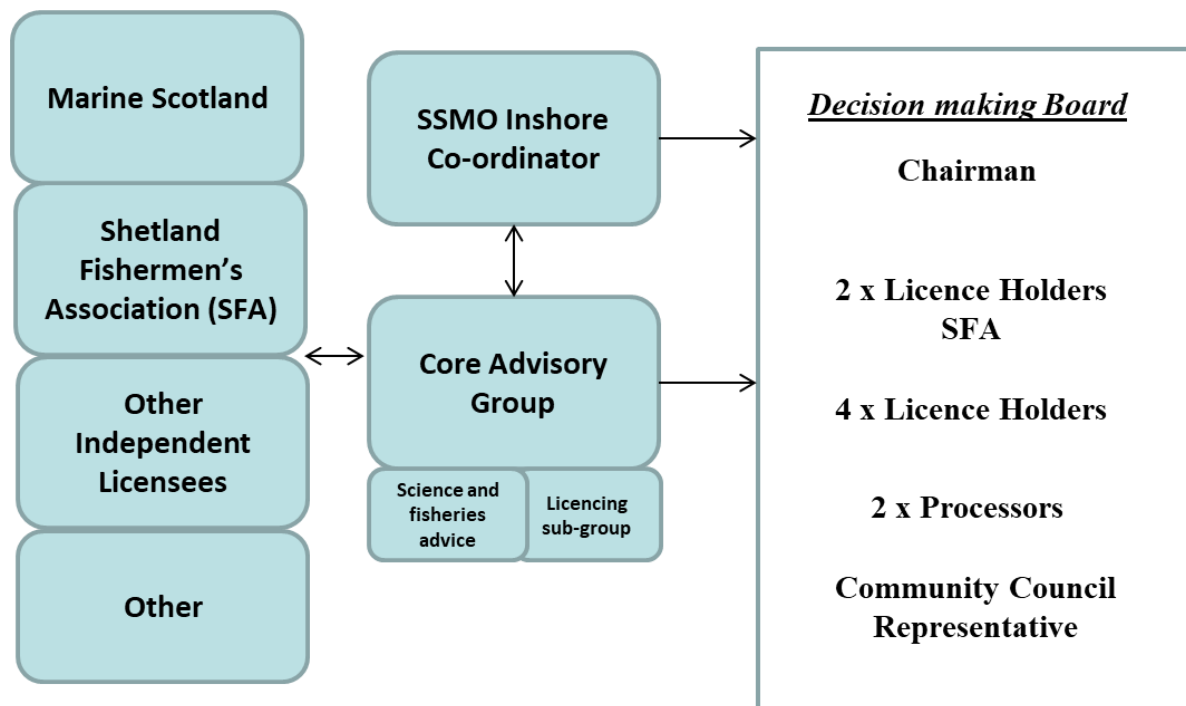 Marine Scotland
Shetland
Fishermen's
Association (SFA)
Other
Independent
Licensees
Other
SSMO Inshore
Co-ordinator
Core Advisory
Group
Science and
fisheries
advice
Licencing
sub-group
Decision making Board
Chairman
2 x Licence Holders
SFA
4 x Licence Holders
2 x Processors
Community Council
Representative